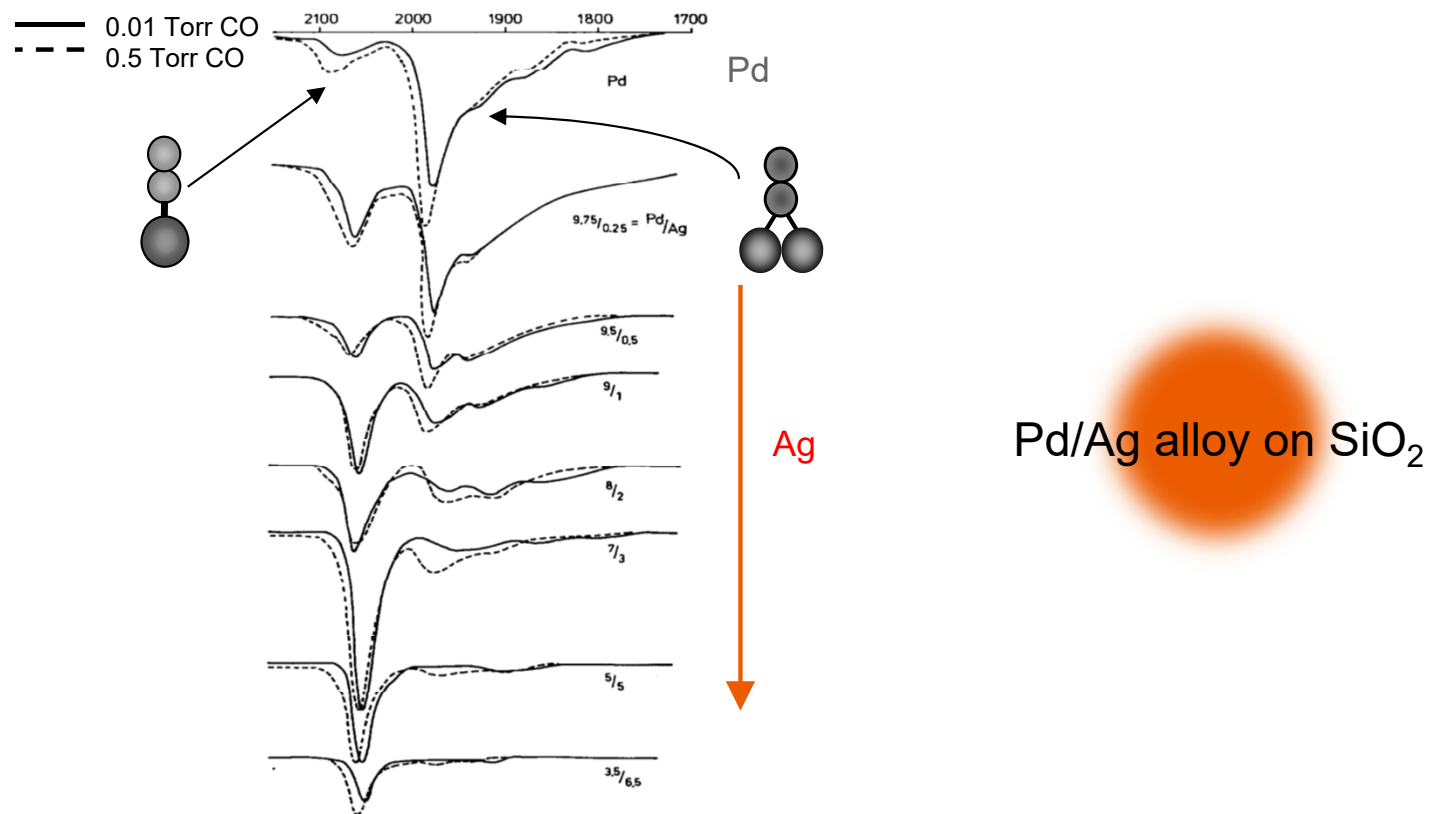 2100 2000 1900 1800 1700
0.01 Torr CO
0.5 Torr CO
Pd
Pd
9,75/0.25 = Pd/Ag
9,5/0,5
9/1
Ag
Pd/Ag alloy on SiO₂
8/2
7/3
5/5
3,5/6,5